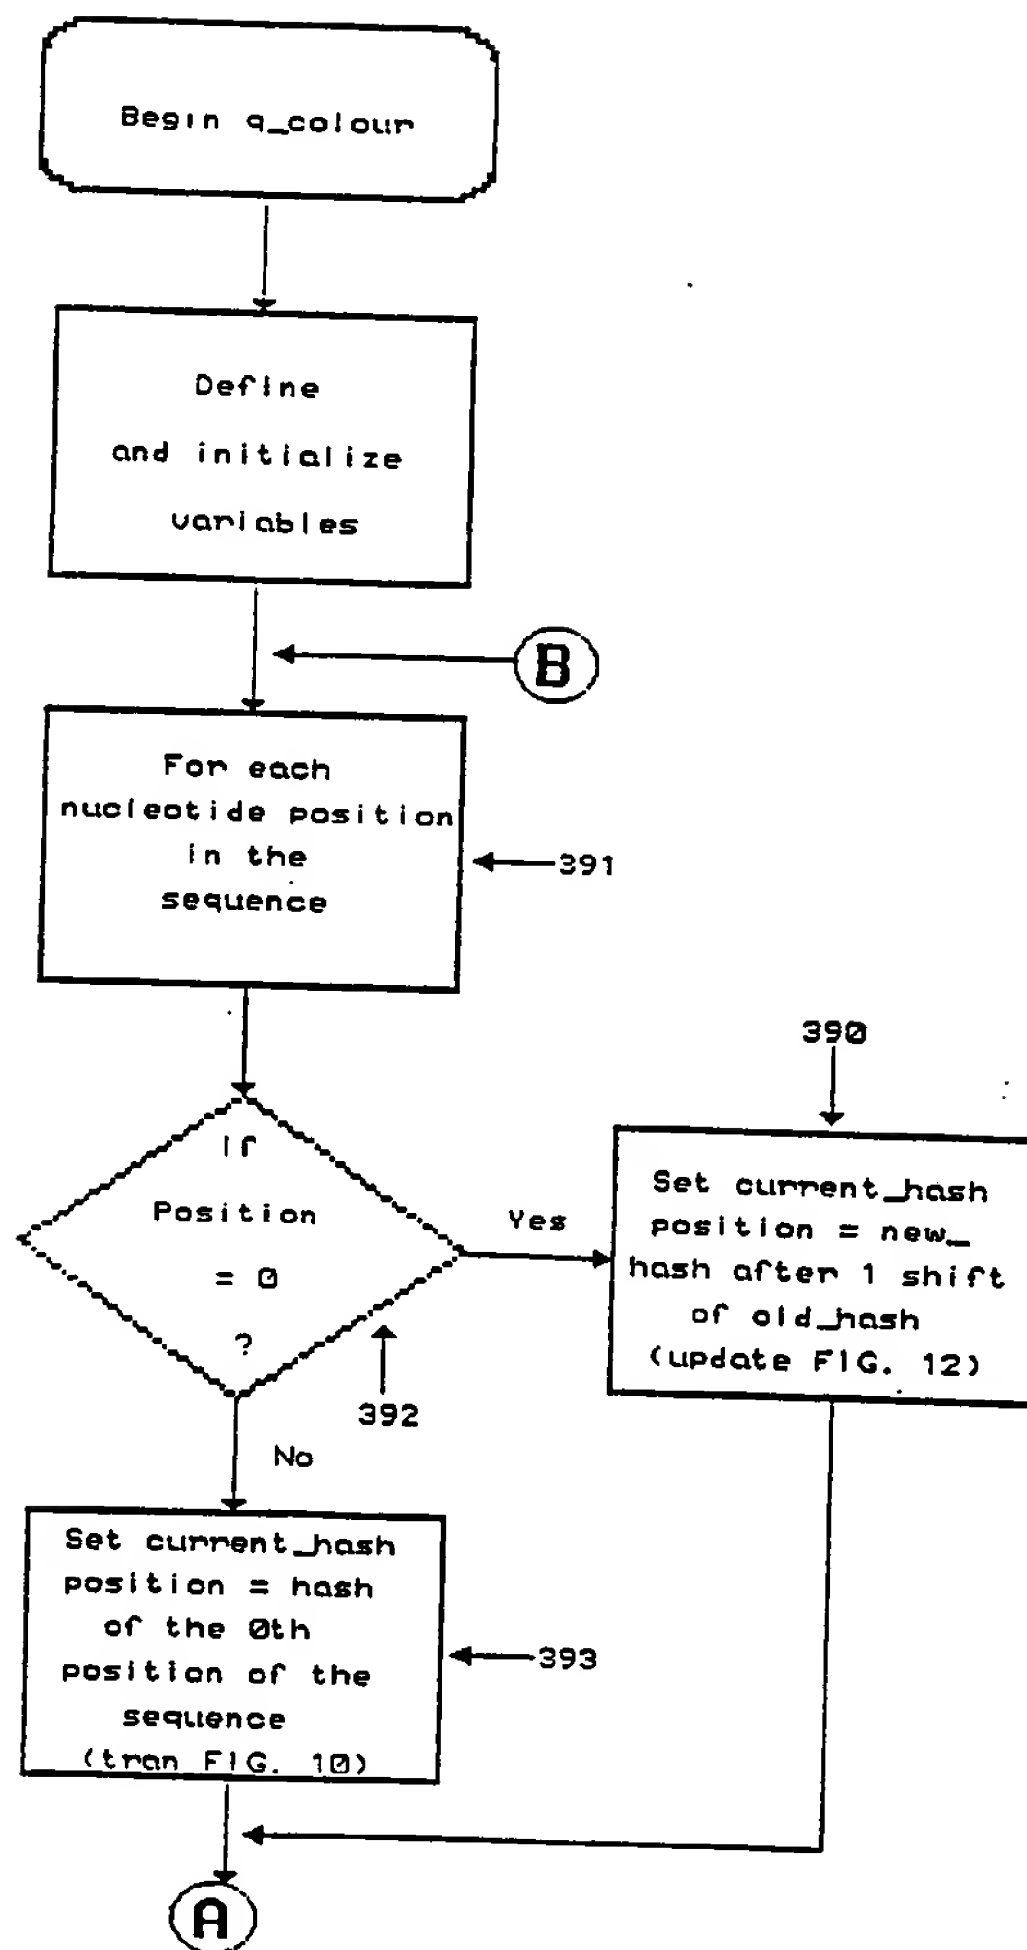 Begin q_colour
Define
and initialize
variables
B
For each
nucleotide position
in the
sequence
391
390
If
Position
= 0
?
Yes
392
No
Set current_hash
position = new_
hash after 1 shift
of old_hash
(update FIG. 12)
Set current_hash
position = hash
of the 0th
position of the
sequence
(tran FIG. 10)
393
A